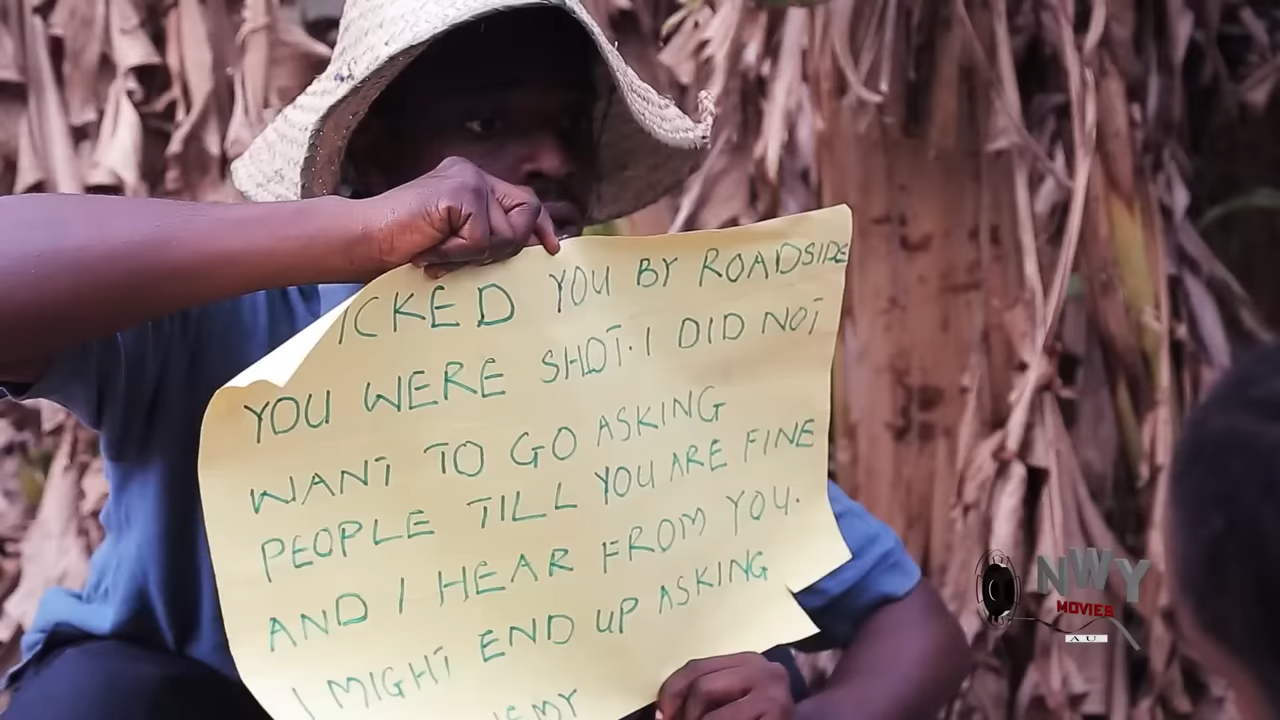 ICKED YOU BY ROADSIDE
YOU WERE SHOT. I DID NOT
WANT TO GO ASKING
PEOPLE TILL YOU ARE FINE
AND I HEAR FROM YOU.
I MIGHT END UP ASKING
NWY
MOVIES
AU